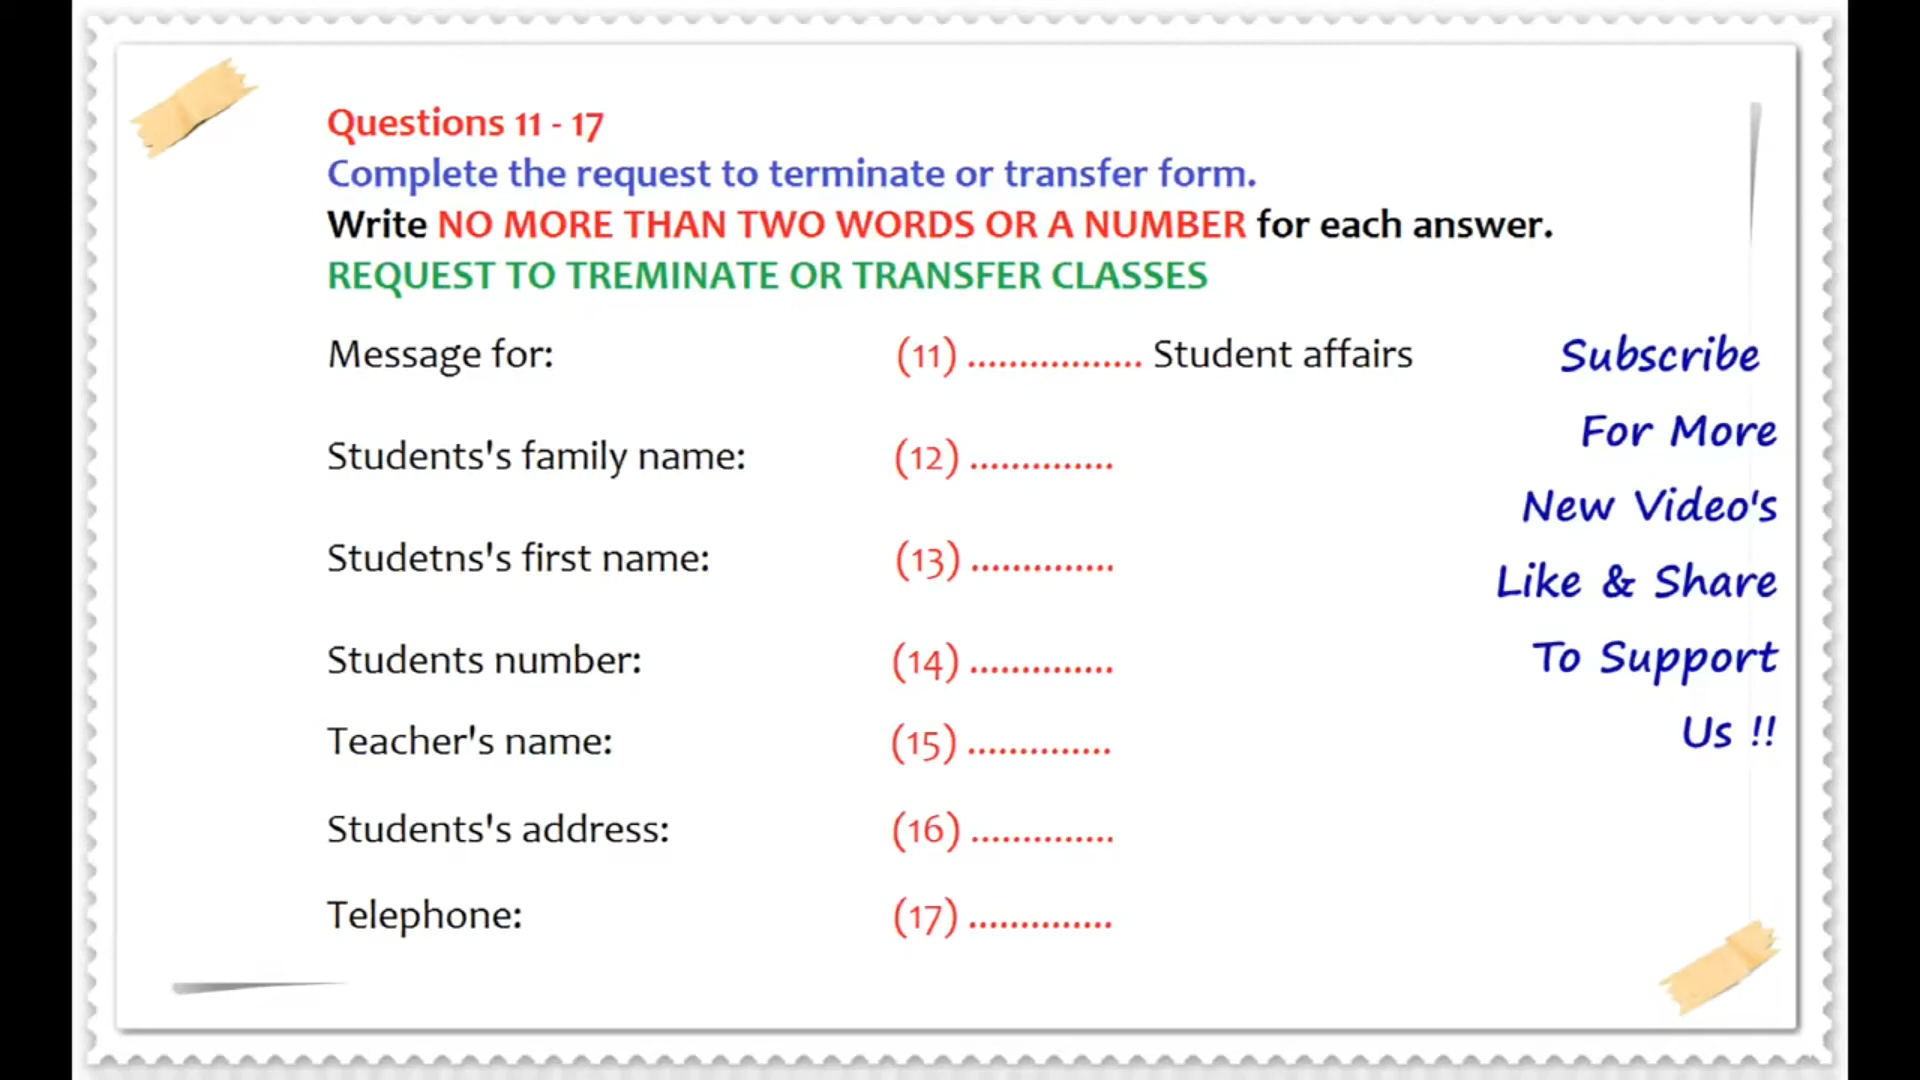 Questions 11 - 17
Complete the request to terminate or transfer form.
Write NO MORE THAN TWO WORDS OR A NUMBER for each answer.
REQUEST TO TREMINATE OR TRANSFER CLASSES
Message for: (11) ................. Student affairs
Students's family name: (12) ..............
Studetns's first name: (13) ..............
Students number: (14) ..............
Teacher's name: (15) ..............
Students's address: (16) ..............
Telephone: (17) ..............
Subscribe
For More
New Video's
Like & Share
To Support
Us !!